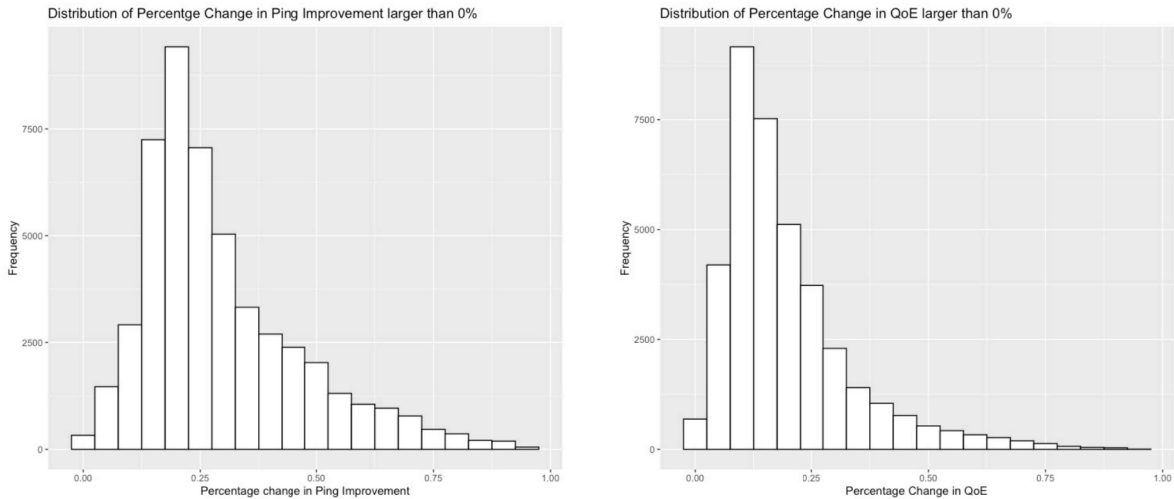 Distribution of Percentge Change in Ping Improvement larger than 0%
7500
5000
2500
0
Frequency
0.00 0.25 0.50 0.75 1.00
Percentage change in Ping Improvement
Distribution of Percentage Change in QoE larger than 0%
7500
5000
2500
0
Frequency
0.00 0.25 0.50 0.75 1.00
Percentage Change in QoE